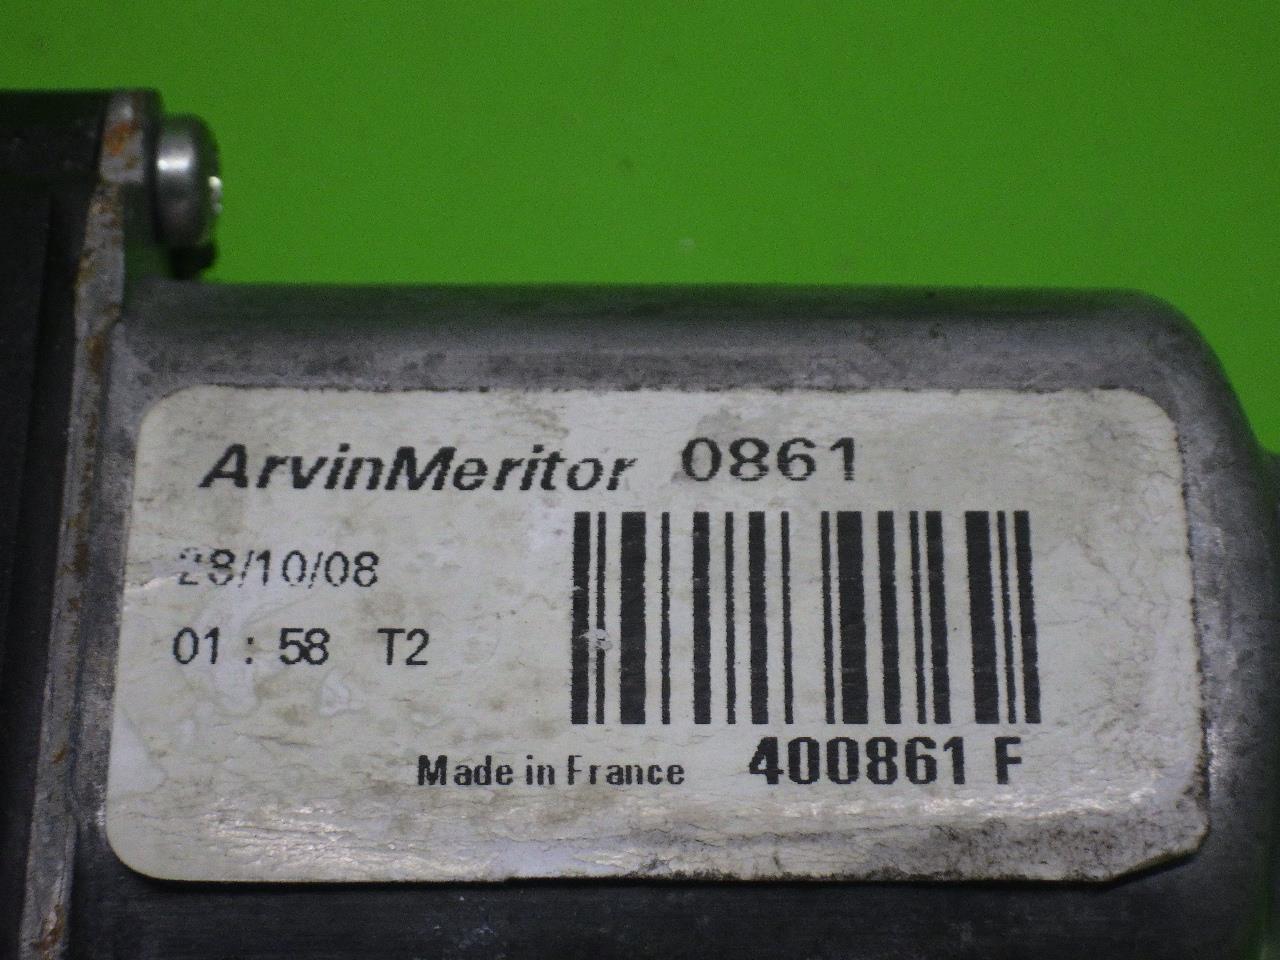 ArvinMeritor 0861
28/10/08
01 : 58 T2
Made in France 400861 F